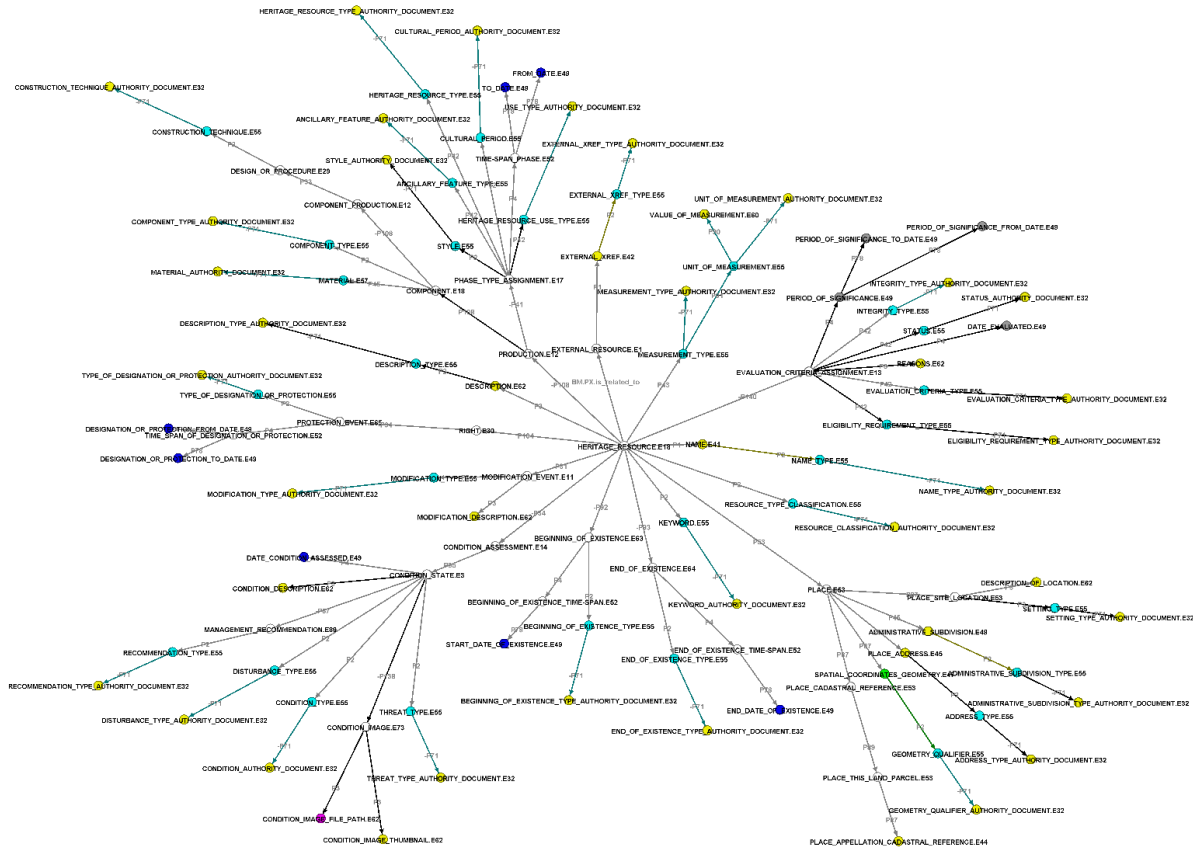 HERITAGE_RESOURCE_TYPE_AUTHORITY_DOCUMENT.E32
CULTURAL_PERIOD_AUTHORITY_DOCUMENT.E32
FROM_DATE.E49
TO_DATE.E49
CONSTRUCTION_TECHNIQUE_AUTHORITY_DOCUMENT.E32
HERITAGE_RESOURCE_TYPE.E55
USE_TYPE_AUTHORITY_DOCUMENT.E32
ANCILLARY_FEATURE_AUTHORITY_DOCUMENT.E32
CONSTRUCTION_TECHNIQUE.E55
CULTURAL_PERIOD.E55
EXTERNAL_XREF_TYPE_AUTHORITY_DOCUMENT.E32
STYLE_AUTHORITY_DOCUMENT.E32
TIME-SPAN_PHASE.E52
DESIGN_OR_PROCEDURE.E29
ANCILLARY_FEATURE_TYPE.E55
EXTERNAL_XREF_TYPE.E55
UNIT_OF_MEASUREMENT_AUTHORITY_DOCUMENT.E32
COMPONENT_PRODUCTION.E12
VALUE_OF_MEASUREMENT.E60
COMPONENT_TYPE_AUTHORITY_DOCUMENT.E32
HERITAGE_RESOURCE_USE_TYPE.E55
PERIOD_OF_SIGNIFICANCE_FROM_DATE.E49
PERIOD_OF_SIGNIFICANCE_TO_DATE.E49
COMPONENT_TYPE.E55
STYLE.E55
EXTERNAL_XREF.E42
UNIT_OF_MEASUREMENT.E55
MATERIAL_AUTHORITY_DOCUMENT.E32
MATERIAL.E57
PHASE_TYPE_ASSIGNMENT.E17
COMPONENT.E18
MEASUREMENT_TYPE_AUTHORITY_DOCUMENT.E32
INTEGRITY_TYPE_AUTHORITY_DOCUMENT.E32
PERIOD_OF_SIGNIFICANCE.E49
STATUS_AUTHORITY_DOCUMENT.E32
INTEGRITY_TYPE.E55
DESCRIPTION_TYPE_AUTHORITY_DOCUMENT.E32
STATUS.E55
DATE_EVALUATED.E49
EXTERNAL_RESOURCE.E1
PRODUCTION.E12
MEASUREMENT_TYPE.E55
DESCRIPTION_TYPE.E55
REASONS.E62
EVALUATION_CRITERIA_ASSIGNMENT.E13
TYPE_OF_DESIGNATION_OR_PROTECTION_AUTHORITY_DOCUMENT.E32
BM.PX.is_related_to
DESCRIPTION.E62
TYPE_OF_DESIGNATION_OR_PROTECTION.E55
EVALUATION_CRITERIA_TYPE.E55
EVALUATION_CRITERIA_TYPE_AUTHORITY_DOCUMENT.E32
PROTECTION_EVENT.E65
ELIGIBILITY_REQUIREMENT_TYPE.E55
DESIGNATION_OR_PROTECTION_FROM_DATE.E49
RIGHT.E30
TIME_SPAN_OF_DESIGNATION_OR_PROTECTION.E52
ELIGIBILITY_REQUIREMENT_TYPE_AUTHORITY_DOCUMENT.E32
HERITAGE_RESOURCE.E18
NAME.E41
DESIGNATION_OR_PROTECTION_TO_DATE.E49
NAME_TYPE.E55
MODIFICATION_TYPE.E55
MODIFICATION_EVENT.E11
MODIFICATION_TYPE_AUTHORITY_DOCUMENT.E32
NAME_TYPE_AUTHORITY_DOCUMENT.E32
RESOURCE_TYPE_CLASSIFICATION.E55
MODIFICATION_DESCRIPTION.E62
KEYWORD.E55
RESOURCE_CLASSIFICATION_AUTHORITY_DOCUMENT.E32
BEGINNING_OF_EXISTENCE.E63
CONDITION_ASSESSMENT.E14
DATE_CONDITION_ASSESSED.E49
END_OF_EXISTENCE.E64
CONDITION_STATE.E3
CONDITION_DESCRIPTION.E62
DESCRIPTION_OF_LOCATION.E62
PLACE.E53
PLACE_SITE_LOCATION.E53
BEGINNING_OF_EXISTENCE_TIME-SPAN.E52
KEYWORD_AUTHORITY_DOCUMENT.E32
SETTING_TYPE.E55
SETTING_TYPE_AUTHORITY_DOCUMENT.E32
MANAGEMENT_RECOMMENDATION.E89
BEGINNING_OF_EXISTENCE_TYPE.E55
ADMINISTRATIVE_SUBDIVISION.E48
START_DATE_OF_EXISTENCE.E49
RECOMMENDATION_TYPE.E55
END_OF_EXISTENCE_TIME-SPAN.E52
PLACE_ADDRESS.E45
END_OF_EXISTENCE_TYPE.E55
DISTURBANCE_TYPE.E55
SPATIAL_COORDINATES_GEOMETRY.E47
ADMINISTRATIVE_SUBDIVISION_TYPE.E55
RECOMMENDATION_TYPE_AUTHORITY_DOCUMENT.E32
PLACE_CADASTRAL_REFERENCE.E53
BEGINNING_OF_EXISTENCE_TYPE_AUTHORITY_DOCUMENT.E32
CONDITION_TYPE.E55
ADMINISTRATIVE_SUBDIVISION_TYPE_AUTHORITY_DOCUMENT.E32
THREAT_TYPE.E55
END_DATE_OF_EXISTENCE.E49
ADDRESS_TYPE.E55
DISTURBANCE_TYPE_AUTHORITY_DOCUMENT.E32
CONDITION_IMAGE.E73
END_OF_EXISTENCE_TYPE_AUTHORITY_DOCUMENT.E32
GEOMETRY_QUALIFIER.E55
ADDRESS_TYPE_AUTHORITY_DOCUMENT.E32
CONDITION_AUTHORITY_DOCUMENT.E32
THREAT_TYPE_AUTHORITY_DOCUMENT.E32
PLACE_THIS_LAND_PARCEL.E53
GEOMETRY_QUALIFIER_AUTHORITY_DOCUMENT.E32
CONDITION_IMAGE_FILE_PATH.E62
CONDITION_IMAGE_THUMBNAIL.E62
PLACE_APPELLATION_CADASTRAL_REFERENCE.E44